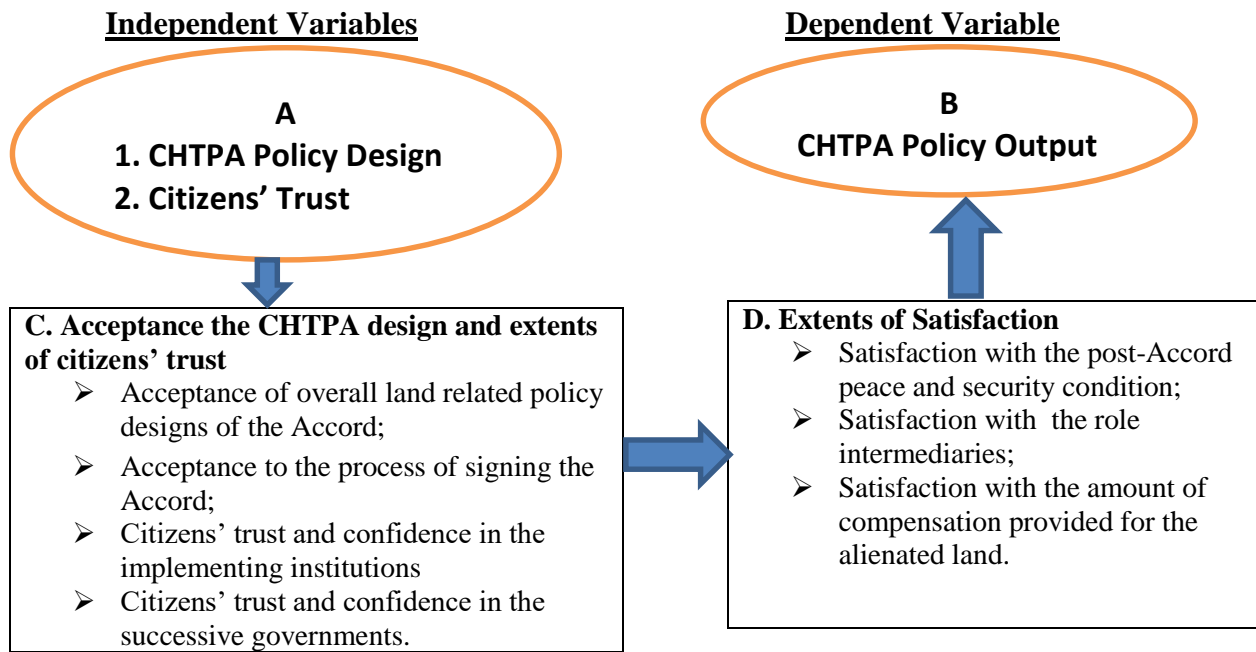 Independent Variables
A
1. CHTPA Policy Design
2. Citizens’ Trust
Dependent Variable
B
CHTPA Policy Output
C. Acceptance the CHTPA design and extents
of citizens’ trust
➢ Acceptance of overall land related policy
designs of the Accord;
➢ Acceptance to the process of signing the
Accord;
➢ Citizens’ trust and confidence in the
implementing institutions
➢ Citizens’ trust and confidence in the
successive governments.
D. Extents of Satisfaction
➢ Satisfaction with the post-Accord
peace and security condition;
➢ Satisfaction with the role
intermediaries;
➢ Satisfaction with the amount of
compensation provided for the
alienated land.